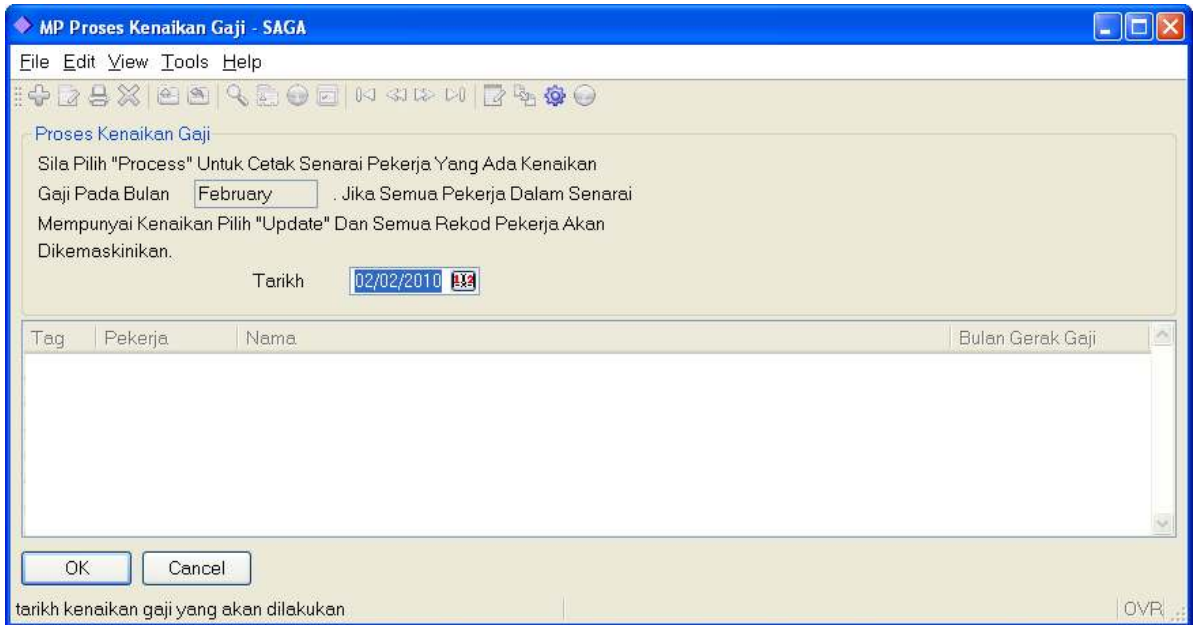 MP Proses Kenaikan Gaji - SAGA
File Edit View Tools Help
Proses Kenaikan Gaji
Sila Pilih "Process" Untuk Cetak Senarai Pekerja Yang Ada Kenaikan
Gaji Pada Bulan February . Jika Semua Pekerja Dalam Senarai
Mempunyai Kenaikan Pilih "Update" Dan Semua Rekod Pekerja Akan
Dikemaskinikan.
Tarikh 02/02/2010
Tag Pekerja Nama Bulan Gerak Gaji
OK Cancel
tarikh kenaikan gaji yang akan dilakukan OVR